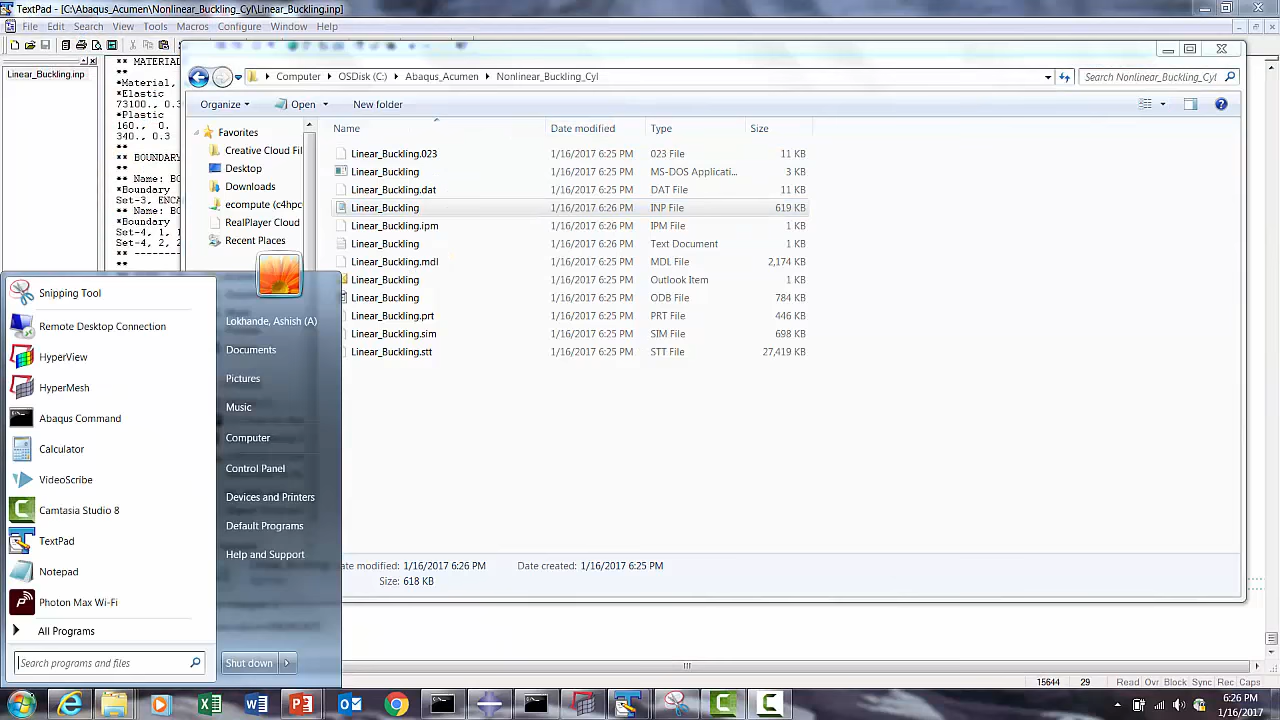 TextPad - [C:\Abaqus_Acumen\Nonlinear_Buckling_Cyl\Linear_Buckling.inp]
File Edit Search View Tools Macros Configure Window Help
Linear_Buckling.inp
** MATERIAL
**
*Material,
*Elastic
73100., 0.3
*Plastic
160., 0.
340., 0.3
**
** BOUNDARY
**
** Name: BC
*Boundary
Set-3, ENCA
** Name: BC
*Boundary
Set-4, 1, 1
Set-4, 2, 2
** --------
**
Computer OSDisk (C:) Abaqus_Acumen Nonlinear_Buckling_Cyl
Search Nonlinear_Buckling_Cyl
Organize Open New folder
Favorites
Creative Cloud Fil
Desktop
Downloads
ecompute (c4hpc
RealPlayer Cloud
Recent Places
Name Date modified Type Size
Linear_Buckling.023 1/16/2017 6:25 PM 023 File 11 KB
Linear_Buckling 1/16/2017 6:25 PM MS-DOS Applicati... 3 KB
Linear_Buckling.dat 1/16/2017 6:25 PM DAT File 11 KB
Linear_Buckling 1/16/2017 6:26 PM INP File 619 KB
Linear_Buckling.ipm 1/16/2017 6:25 PM IPM File 1 KB
Linear_Buckling 1/16/2017 6:25 PM Text Document 1 KB
Linear_Buckling.mdl 1/16/2017 6:25 PM MDL File 2,174 KB
Linear_Buckling 1/16/2017 6:25 PM Outlook Item 1 KB
Linear_Buckling 1/16/2017 6:25 PM ODB File 784 KB
Linear_Buckling.prt 1/16/2017 6:25 PM PRT File 446 KB
Linear_Buckling.sim 1/16/2017 6:25 PM SIM File 698 KB
Linear_Buckling.stt 1/16/2017 6:25 PM STT File 27,419 KB
ate modified: 1/16/2017 6:26 PM Date created: 1/16/2017 6:25 PM
Size: 618 KB
Snipping Tool
Remote Desktop Connection
HyperView
HyperMesh
Abaqus Command
Calculator
VideoScribe
Camtasia Studio 8
TextPad
Notepad
Photon Max Wi-Fi
All Programs
Search programs and files
Lokhande, Ashish (A)
Documents
Pictures
Music
Computer
Control Panel
Devices and Printers
Default Programs
Help and Support
Shut down
15644 29 Read Ovr Block Sync Rec Caps
6:26 PM
1/16/2017